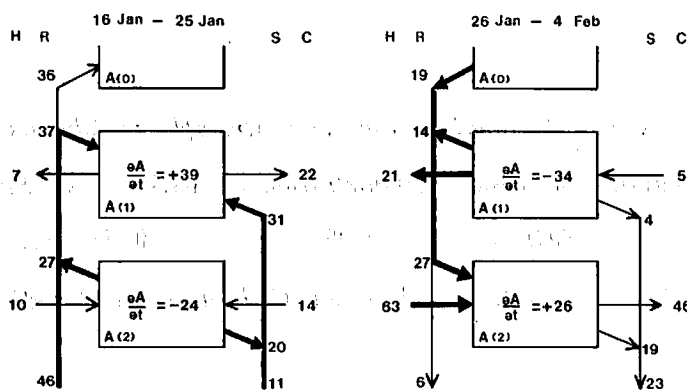 16 Jan – 25 Jan
H R S C
36
A(0)
37
∂A/∂t = +39
7
22
A(1)
31
27
∂A/∂t = −24
10
14
A(2)
20
46
11
26 Jan – 4 Feb
H R S C
19
A(0)
14
∂A/∂t = −34
21
5
A(1)
4
27
∂A/∂t = +26
63
46
A(2)
19
6
23